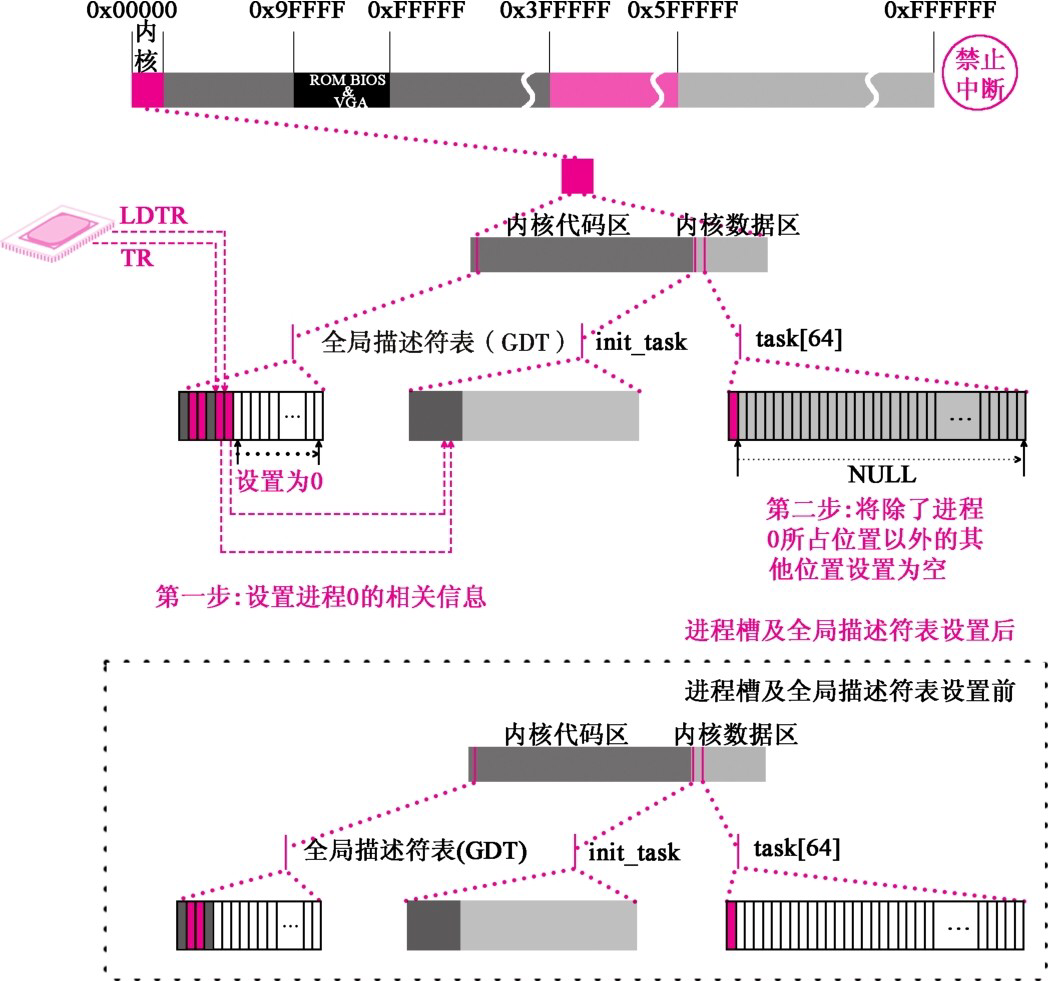 0x00000 0x9FFFF 0xFFFFF 0x3FFFFF 0x5FFFFF 0xFFFFFF
内
核
ROM BIOS
&
VGA
禁止
中断
LDTR
TR
内核代码区 内核数据区
全局描述符表（GDT） init_task task[64]
...
...
设置为0
NULL
第二步:将除了进程
0所占位置以外的其
他位置设置为空
第一步:设置进程0的相关信息
进程槽及全局描述符表设置后
进程槽及全局描述符表设置前
内核代码区 内核数据区
全局描述符表(GDT) init_task task[64]
...
...